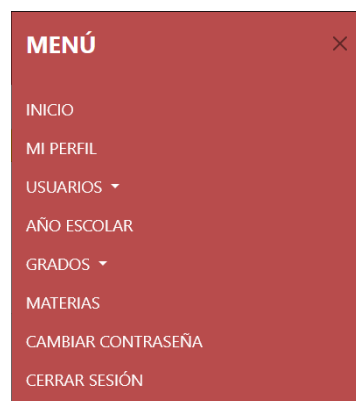 MENÚ
INICIO
MI PERFIL
USUARIOS
AÑO ESCOLAR
GRADOS
MATERIAS
CAMBIAR CONTRASEÑA
CERRAR SESIÓN